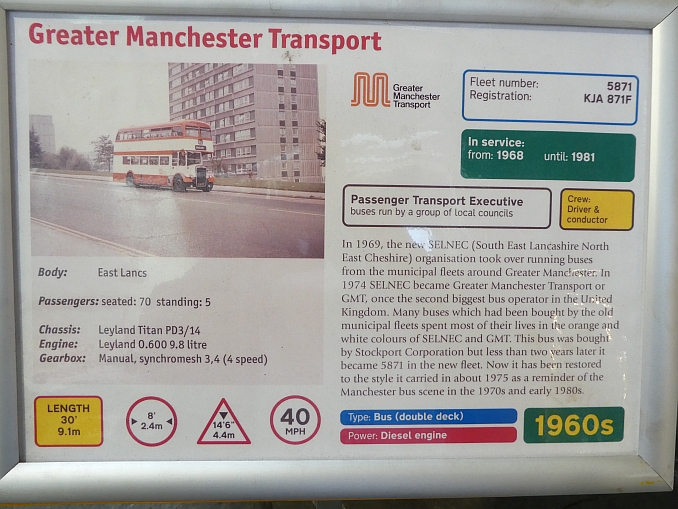 Greater Manchester Transport
Greater
Manchester
Transport
Fleet number: 5871
Registration: KJA 871F
In service:
from: 1968 until: 1981
Passenger Transport Executive
buses run by a group of local councils
Crew:
Driver &
conductor
In 1969, the new SELNEC (South East Lancashire North
East Cheshire) organisation took over running buses
from the municipal fleets around Greater Manchester. In
1974 SELNEC became Greater Manchester Transport or
GMT, once the second biggest bus operator in the United
Kingdom. Many buses which had been bought by the old
municipal fleets spent most of their lives in the orange and
white colours of SELNEC and GMT. This bus was bought
by Stockport Corporation but less than two years later it
became 5871 in the new fleet. Now it has been restored
to the style it carried in about 1975 as a reminder of the
Manchester bus scene in the 1970s and early 1980s.
Body: East Lancs
Passengers: seated: 70 standing: 5
Chassis: Leyland Titan PD3/14
Engine: Leyland 0.600 9.8 litre
Gearbox: Manual, synchromesh 3,4 (4 speed)
LENGTH
30'
9.1m
8'
2.4m
14'6"
4.4m
40
MPH
Type: Bus (double deck)
Power: Diesel engine
1960s